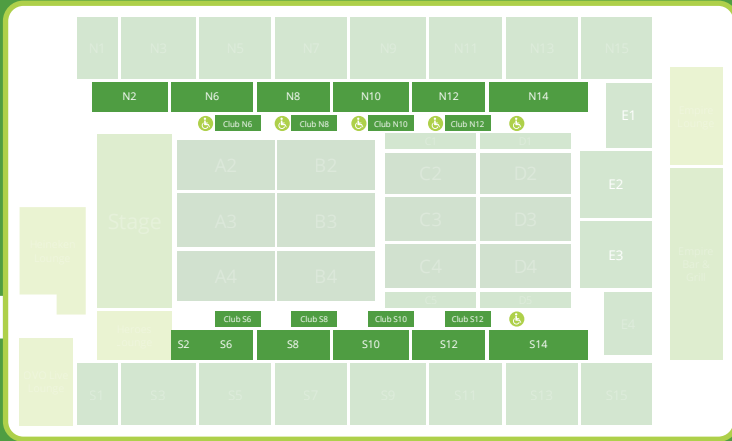 N1 N3 N5 N7 N9 N11 N13 N15
N2 N6 N8 N10 N12 N14
E1
Club N6 Club N8 Club N10 Club N12
A2 B2 C2 D2
E2
Stage
A3 B3 C3 D3
E3
A4 B4 C4 D4
Club S6 Club S8 Club S10 Club S12
E4
S2 S6 S8 S10 S12 S14
S1 S3 S5 S7 S9 S11 S13 S15